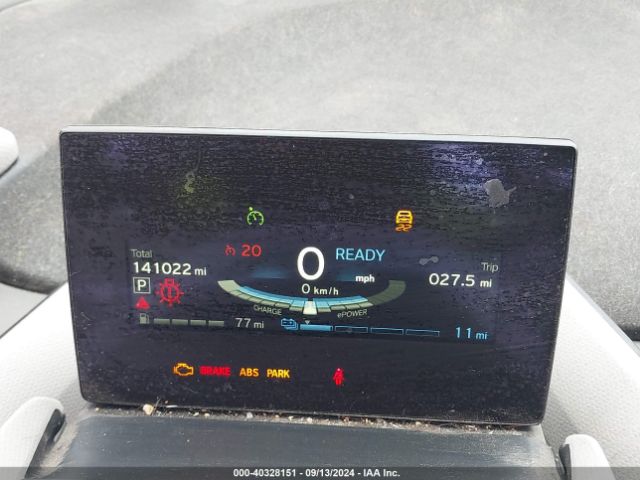 20
READY
Total
141022 mi
0
mph
Trip
027.5 mi
0 km/h
P
CHARGE
ePOWER
77 mi
11 mi
BRAKE ABS PARK
000-40328151 - 09/13/2024 - IAA Inc.